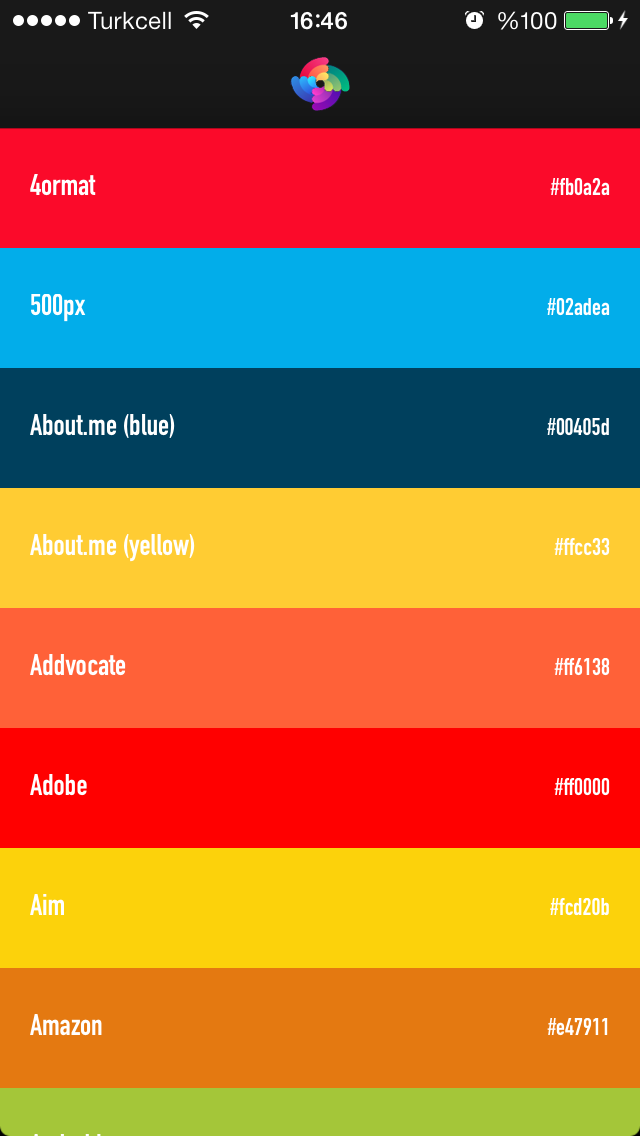 Turkcell 16:46 %100
4ormat #fb0a2a
500px #02adea
About.me (blue) #00405d
About.me (yellow) #ffcc33
Addvocate #ff6138
Adobe #ff0000
Aim #fcd20b
Amazon #e47911